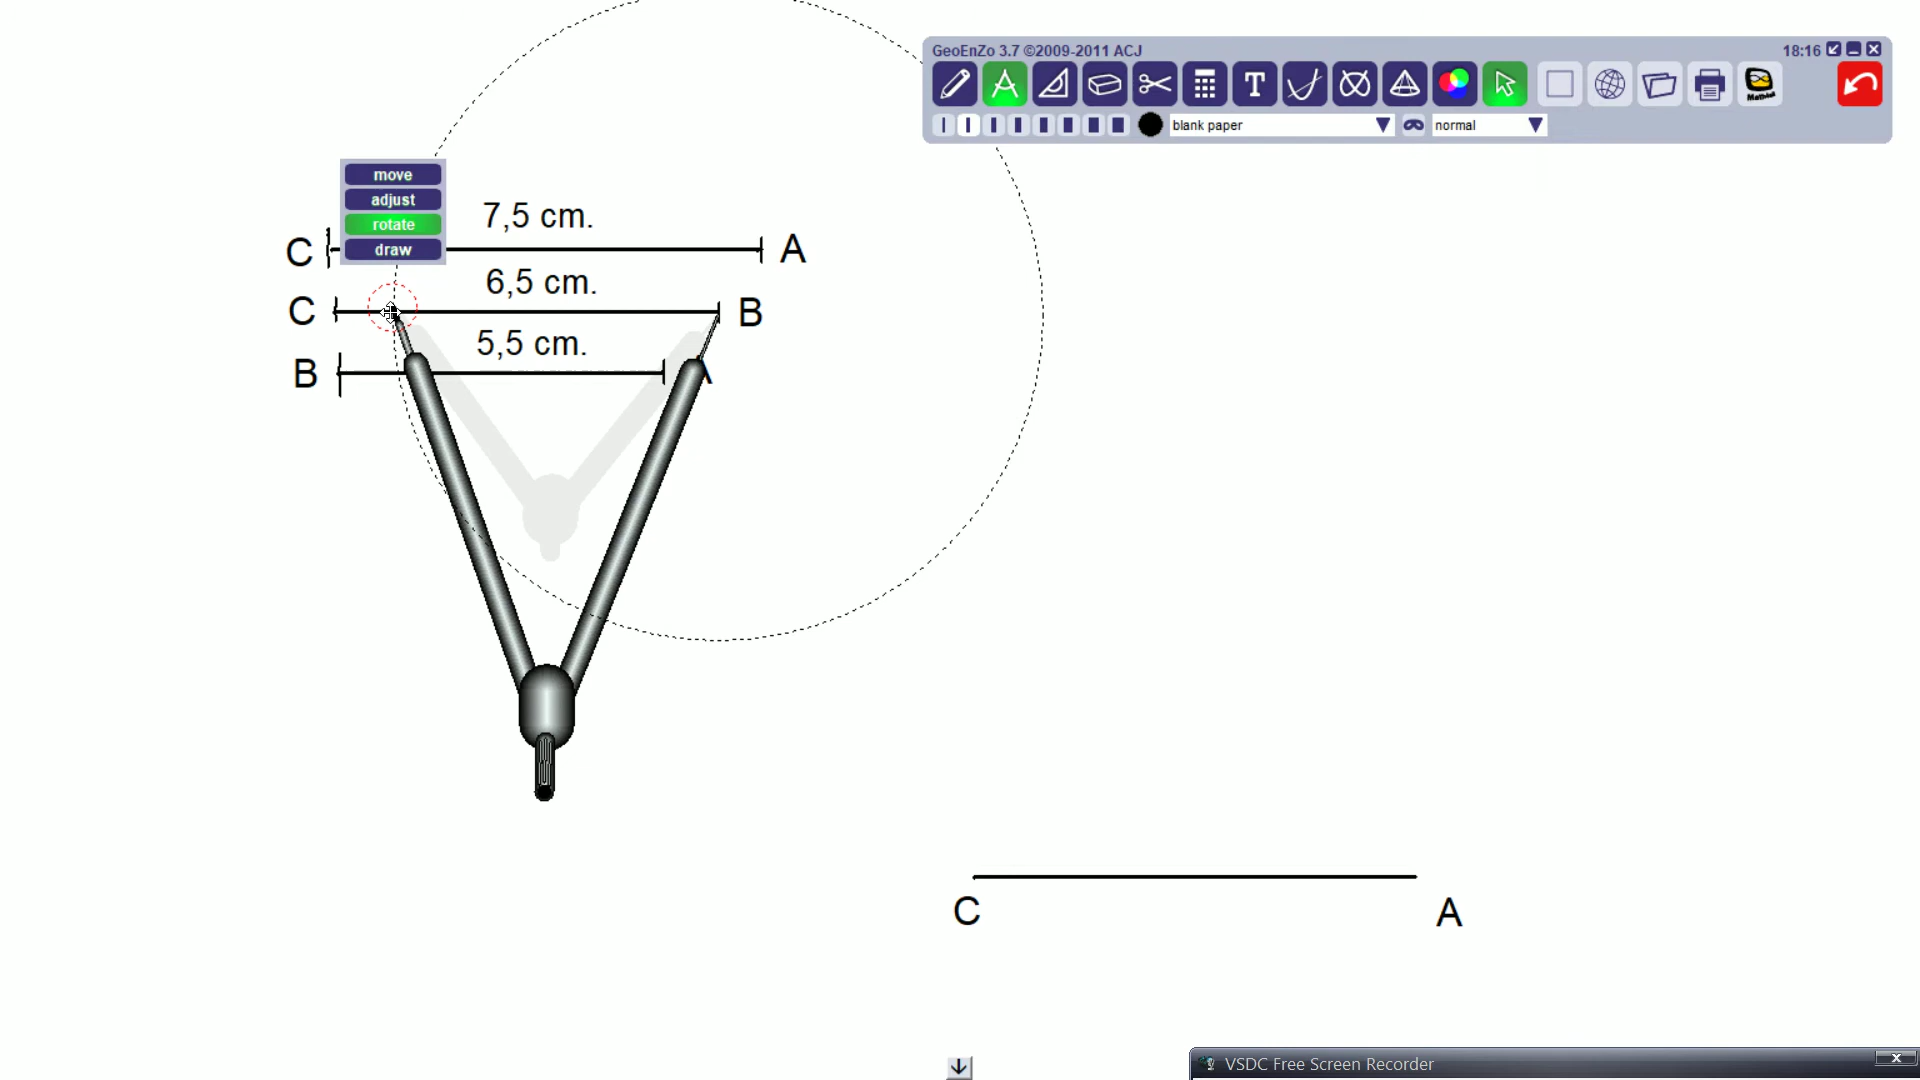 GeoEnZo 3.7 ©2009-2011 ACJ
18:16
T
Mathlet
blank paper
normal
move
adjust
rotate
draw
7,5 cm.
C A
6,5 cm.
C B
5,5 cm.
B
C A
VSDC Free Screen Recorder